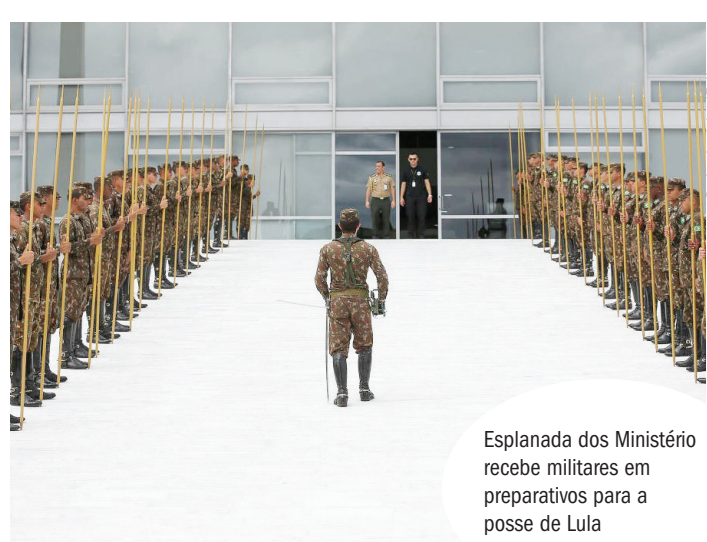 Esplanada dos Ministério
recebe militares em
preparativos para a
posse de Lula